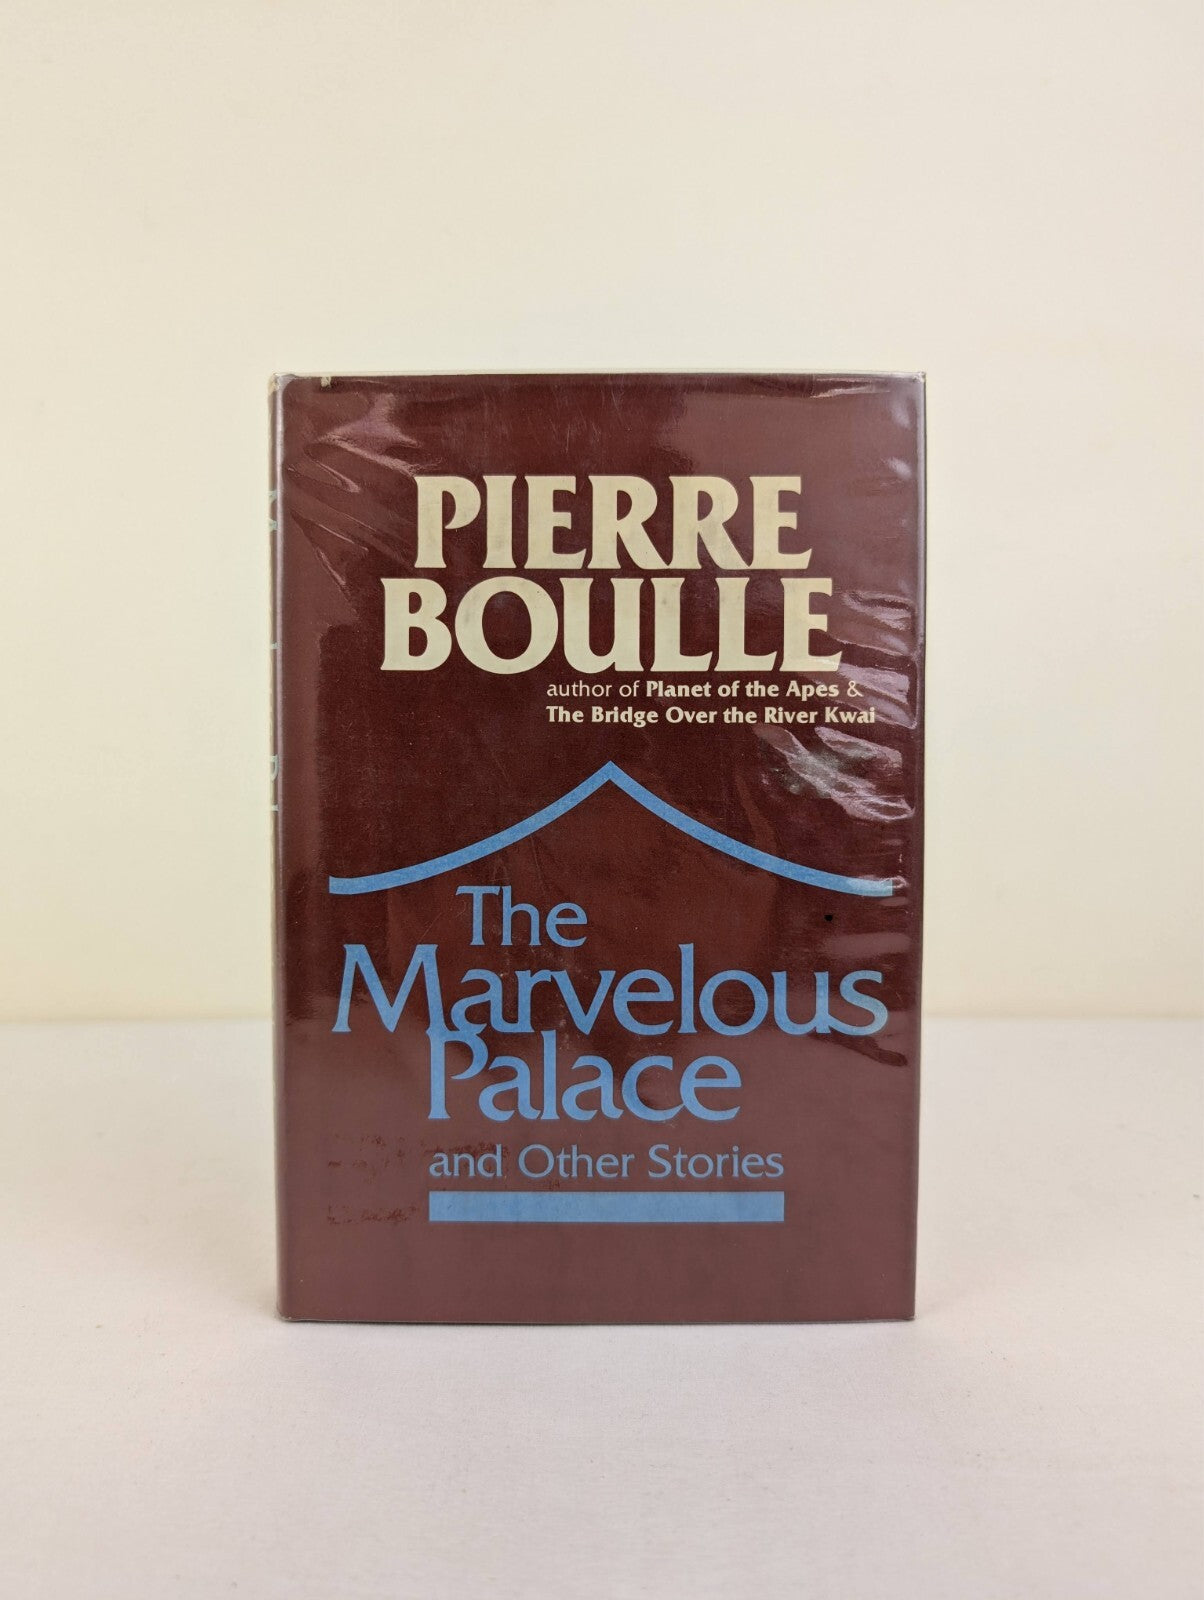 PIERRE
BOULLE
author of Planet of the Apes &
The Bridge Over the River Kwai
The
Marvelous
Palace
and Other Stories